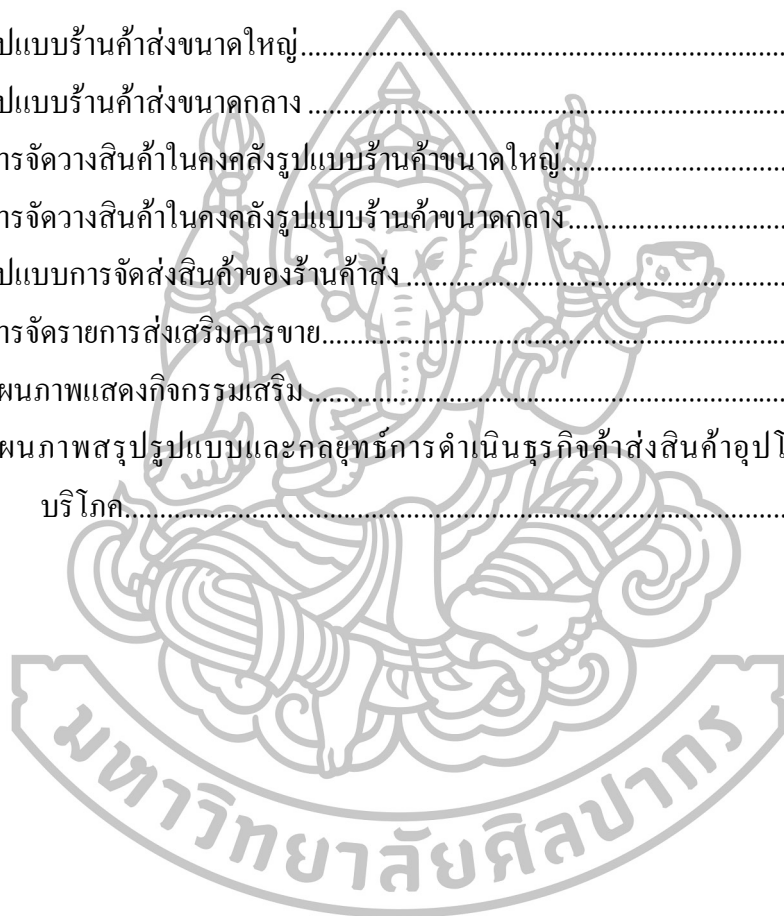 ปแบบร้านค้าส่งขนาดใหญ่
ปแบบร้านค้าส่งขนาดกลาง
ารจัดวางสินค้าในคงคลังรูปแบบร้านค้าขนาดใหญ่
ารจัดวางสินค้าในคงคลังรูปแบบร้านค้าขนาดกลาง
ปแบบการจัดส่งสินค้าของร้านค้าส่ง
ารจัดรายการส่งเสริมการขาย
ผนภาพแสดงกิจกรรมเสริม
ผนภาพสรุปรูปแบบและกลยุทธ์การดำเนินธุรกิจค้าส่งสินค้าอุปโ
บริโภค
มหาวิทยาลัยศิลปากร